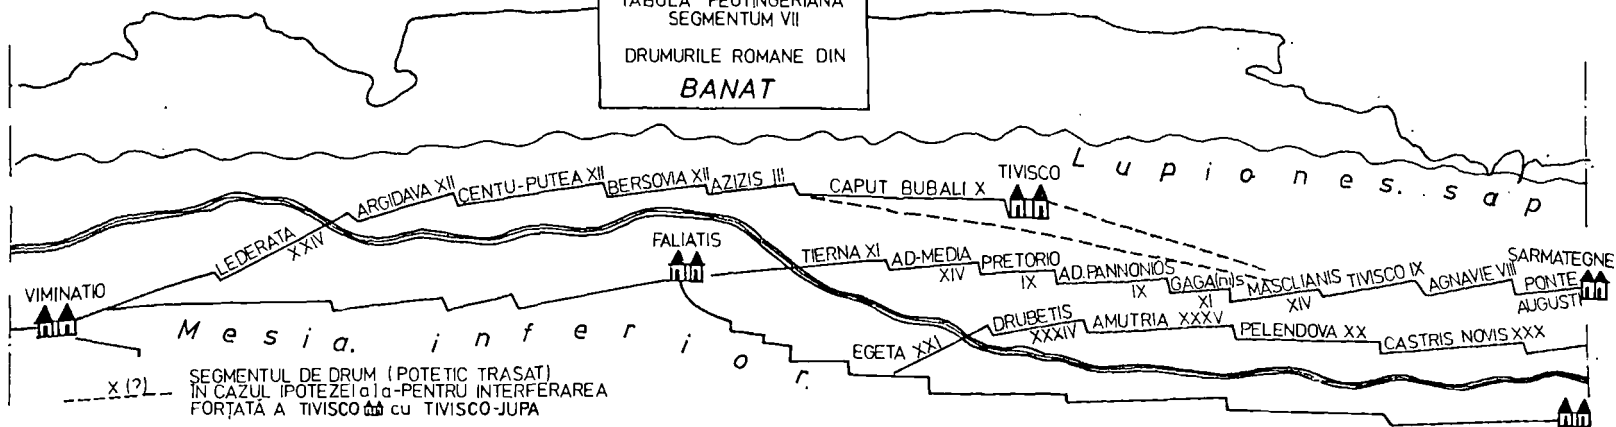 TABULA PEUTINGERIANA
SEGMENTUM VII
DRUMURILE ROMANE DIN
BANAT
Lupiones. sap
TIVISCO
ARGIDAVA XII
CENTU-PUTEA XII
BERSOVIA XII
AZIZIS III
CAPUT BUBALI X
LEDERATA
XXIV
FALIATIS
TIERNA XI
AD-MEDIA
XIV
PRETORIO
IX
AD.PANNONIOS
IX
GAGA(ni)s
XI
MASCLIANIS
XIV
TIVISCO IX
AGNAVIE VIII
PONTE
AUGUSTI
SARMATEGNE
VIMINATIO
Mesia. inferior.
EGETA XXI
DRUBETIS
XXXIV
AMUTRIA XXXV
PELENDOVA XX
CASTRIS NOVIS XXX
X (?)
SEGMENTUL DE DRUM (POTETIC TRASAT)
IN CAZUL IPOTEZEI a 1a-PENTRU INTERFERAREA
FORȚATĂ A TIVISCO cu TIVISCO-JUPA